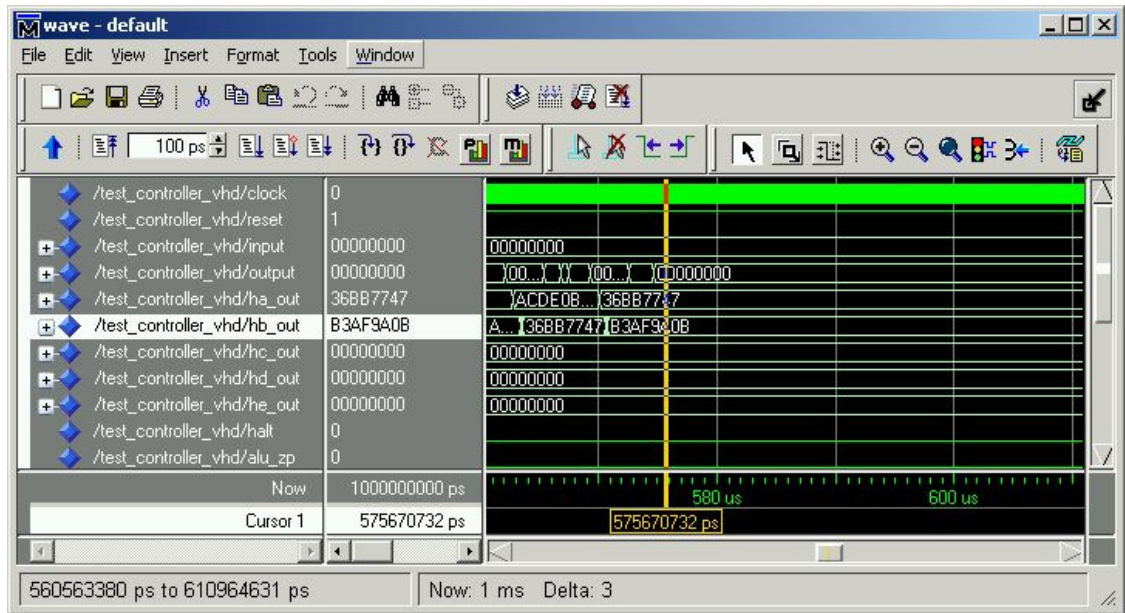 wave - default
File Edit View Insert Format Tools Window
100 ps
/test_controller_vhd/clock 0
/test_controller_vhd/reset 1
/test_controller_vhd/input 00000000 00000000
/test_controller_vhd/output 00000000 00... 00... 00000000
/test_controller_vhd/ha_out 36BB7747 ACDE0B... 36BB7747
/test_controller_vhd/hb_out B3AF9A0B A... 36BB7747 B3AF9A0B
/test_controller_vhd/hc_out 00000000 00000000
/test_controller_vhd/hd_out 00000000 00000000
/test_controller_vhd/he_out 00000000 00000000
/test_controller_vhd/halt 0
/test_controller_vhd/alu_zp 0
Now 1000000000 ps 580 us 600 us
Cursor 1 575670732 ps 575670732 ps
560563380 ps to 610964631 ps Now: 1 ms Delta: 3